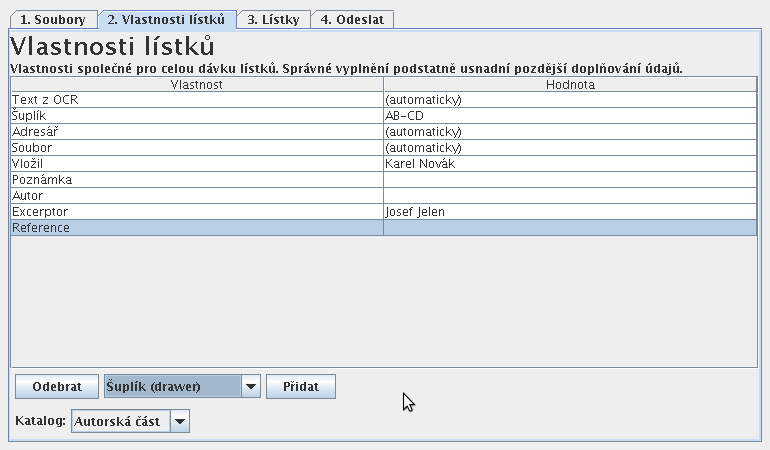 1. Soubory 2. Vlastnosti lístků 3. Lístky 4. Odeslat
Vlastnosti lístků
Vlastnosti společné pro celou dávku lístků. Správné vyplnění podstatně usnadní pozdější doplňování údajů.
Vlastnost Hodnota
Text z OCR (automaticky)
Šuplík AB-CD
Adresář (automaticky)
Soubor (automaticky)
Vložil Karel Novák
Poznámka
Autor
Excerptor Josef Jelen
Reference
Odebrat Šuplík (drawer) Přidat
Katalog: Autorská část